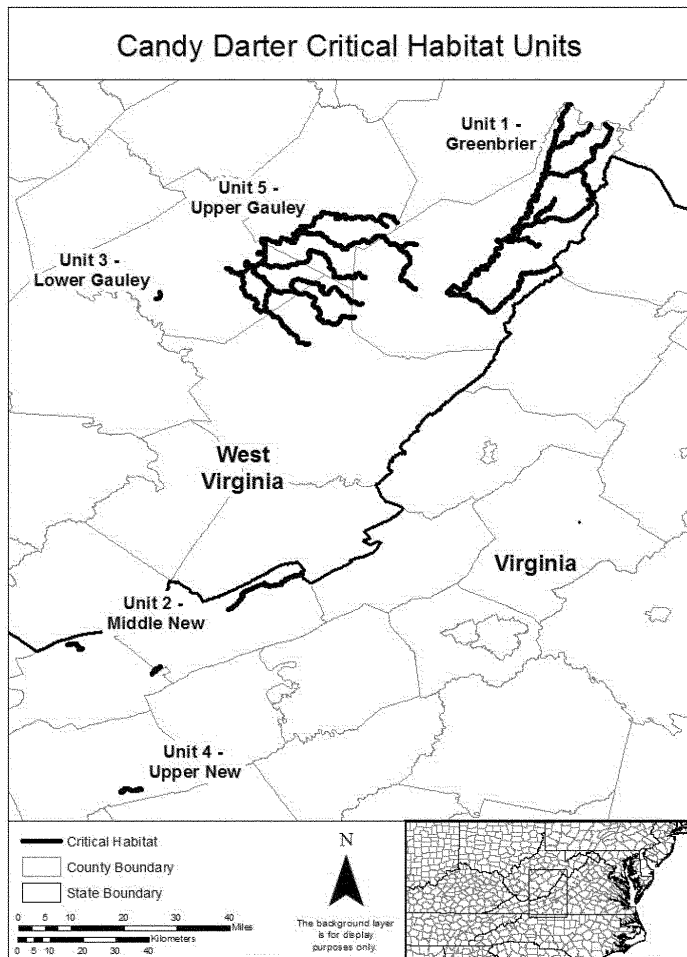 Candy Darter Critical Habitat Units
Unit 1 -
Greenbrier
Unit 5 -
Upper Gauley
Unit 3 -
Lower Gauley
West
Virginia
Virginia
Unit 2 -
Middle New
Unit 4 -
Upper New
Critical Habitat
County Boundary
State Boundary
0 5 10 20 30 40
Miles
Kilometers
0 5 10 20 30 40
N
The background layer
is for display
purposes only.